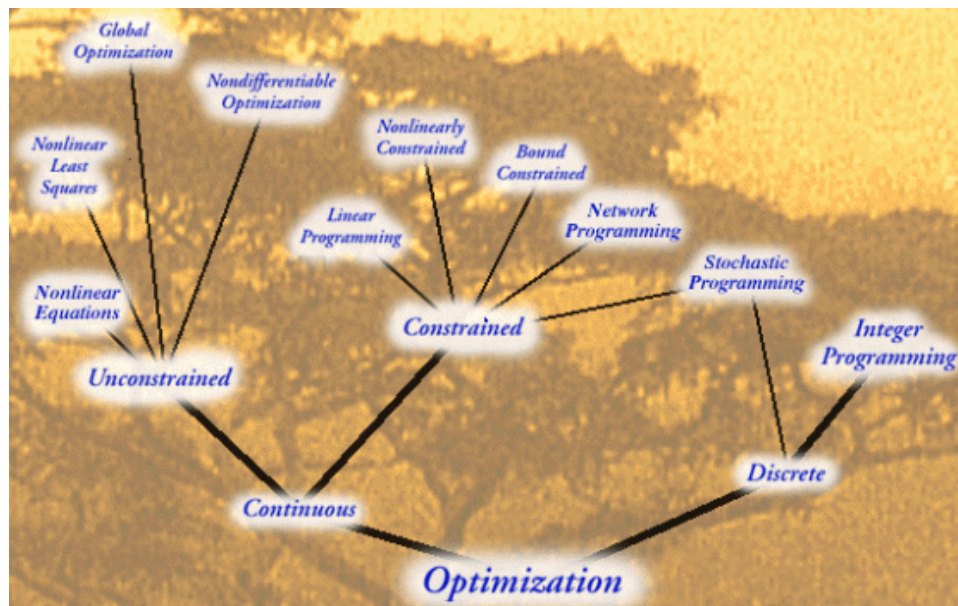 Global
Optimization
Nondifferentiable
Optimization
Nonlinear
Least
Squares
Nonlinearly
Constrained
Bound
Constrained
Linear
Programming
Network
Programming
Stochastic
Programming
Nonlinear
Equations
Constrained
Integer
Programming
Unconstrained
Discrete
Continuous
Optimization